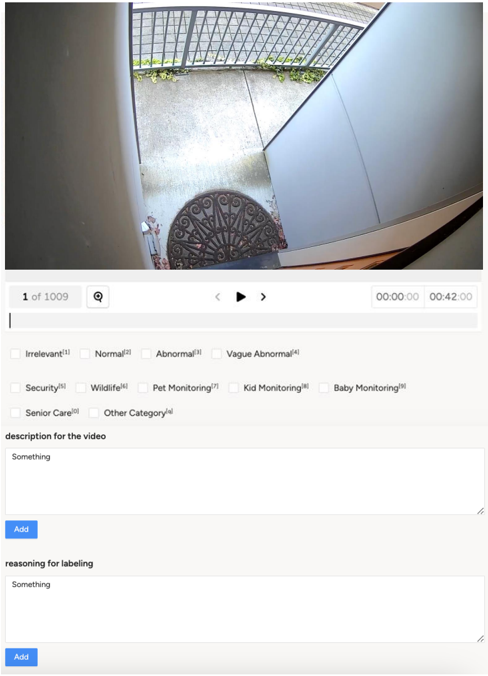 1 of 1009 00:00:00 00:42:00
Irrelevant[1] Normal[2] Abnormal[3] Vague Abnormal[4]
Security[5] Wildlife[6] Pet Monitoring[7] Kid Monitoring[8] Baby Monitoring[9]
Senior Care[0] Other Category[q]
description for the video
Something
Add
reasoning for labeling
Something
Add